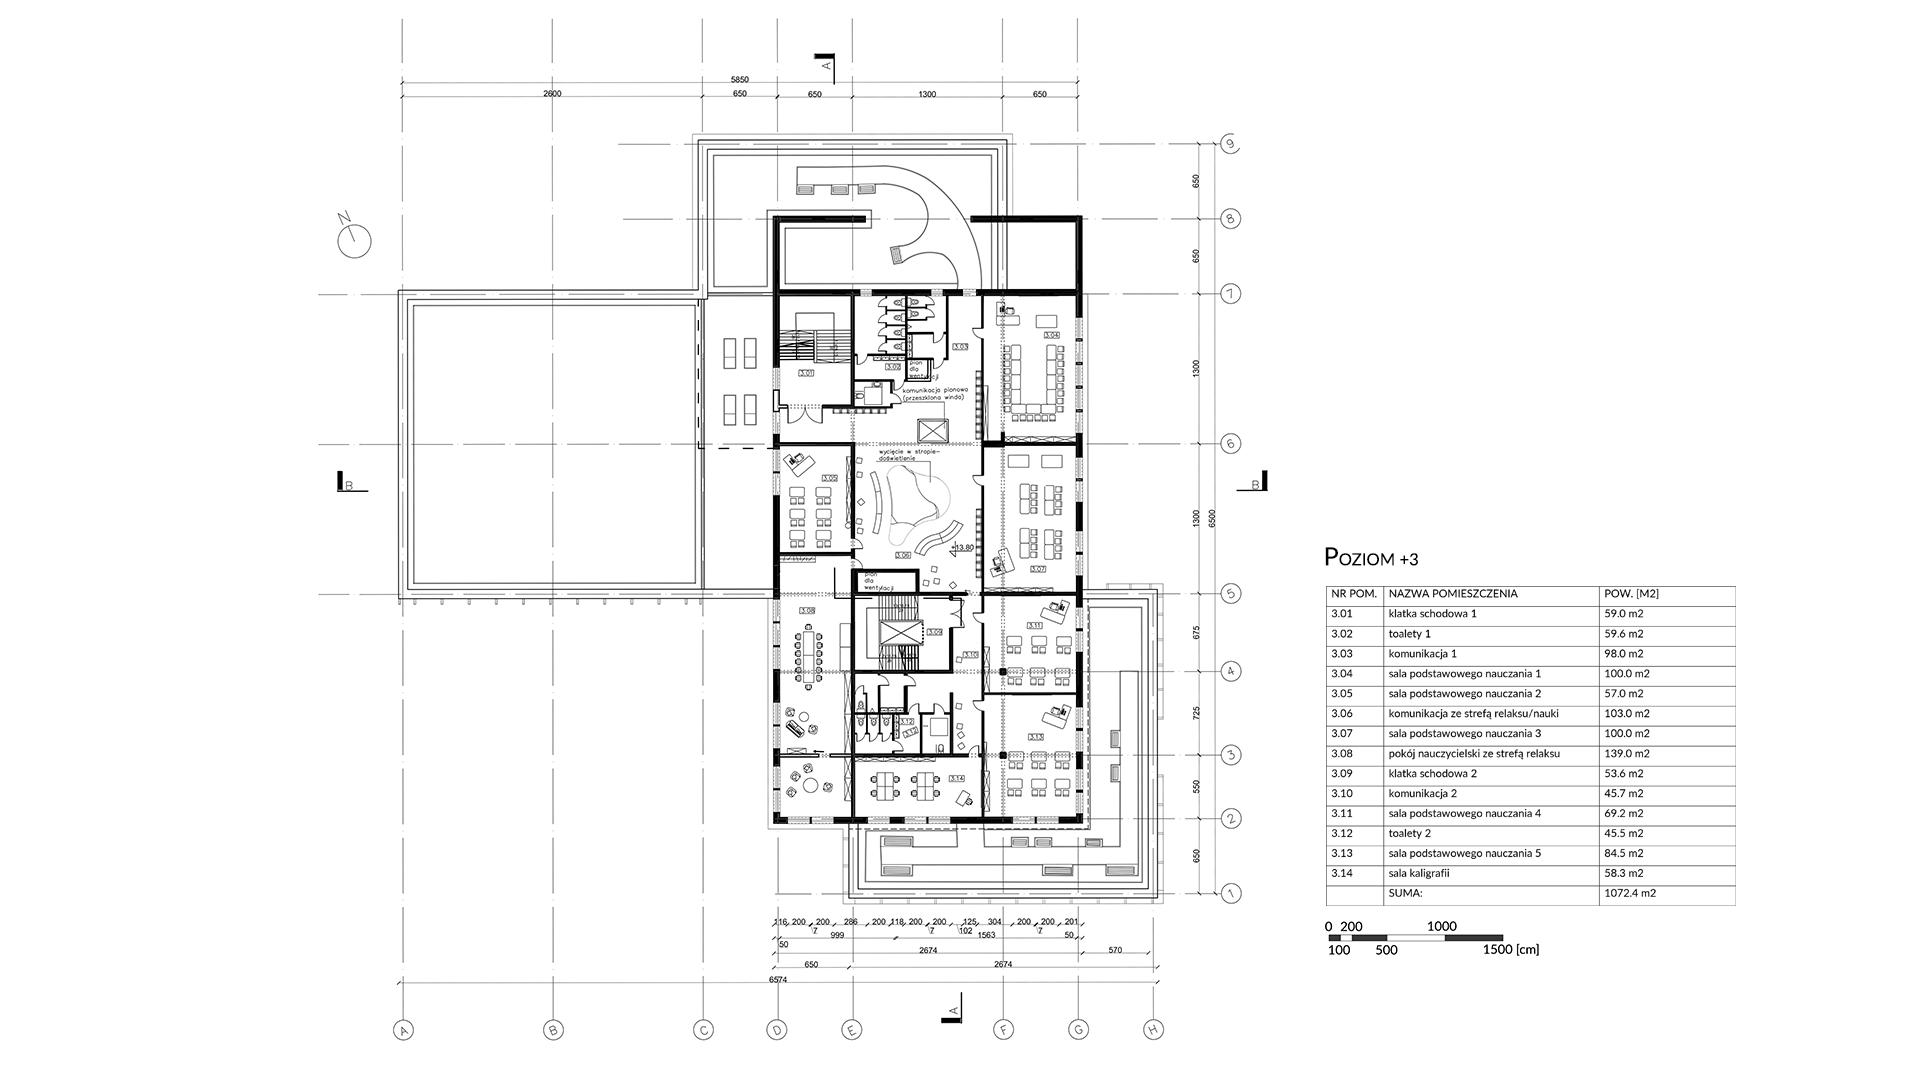 A
5850
2600 650 650 1300 650
9
650
8
N
650
7
3.04
3.03
3.01
3.02
pion
dla
wentylacji
1300
komunikacja pionowa
(przeszklona winda)
6
wycięcie w stropie-
doświetlenie
3.05
B
B
1300
6500
+13.80
3.06
3.07
pion
dla
wentylacji
5
3.08
3.09
3.11
675
3.10
4
3.12
3.12
3.13
725
3
3.14
550
2
650
1
116 200 200 286 200 118 200 200 125 304 200 200 201
7 7 102 7
999 1563 50
50
2674 570
650 2674
6574
A
A B C D E F G H
POZIOM +3
NR POM. NAZWA POMIESZCZENIA POW. [M2]
3.01 klatka schodowa 1 59.0 m2
3.02 toalety 1 59.6 m2
3.03 komunikacja 1 98.0 m2
3.04 sala podstawowego nauczania 1 100.0 m2
3.05 sala podstawowego nauczania 2 57.0 m2
3.06 komunikacja ze strefą relaksu/nauki 103.0 m2
3.07 sala podstawowego nauczania 3 100.0 m2
3.08 pokój nauczycielski ze strefą relaksu 139.0 m2
3.09 klatka schodowa 2 53.6 m2
3.10 komunikacja 2 45.7 m2
3.11 sala podstawowego nauczania 4 69.2 m2
3.12 toalety 2 45.5 m2
3.13 sala podstawowego nauczania 5 84.5 m2
3.14 sala kaligrafii 58.3 m2
SUMA: 1072.4 m2
0 200 1000
100 500 1500 [cm]